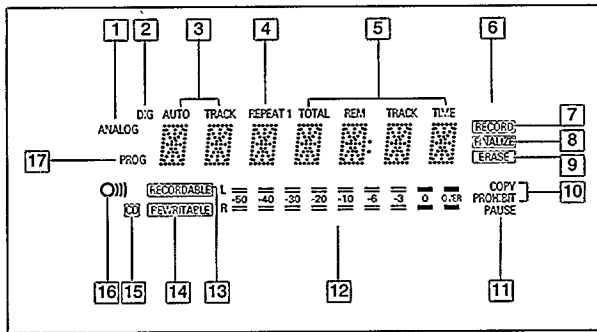 1 2 3 4 5 6
DIG AUTO TRACK REPEAT 1 TOTAL REM TRACK TIME
ANALOG
RECORD 7
FINALIZE 8
ERASE 9
17 PROG
RECORDABLE L
-50 -40 -30 -20 -10 -6 -3 0 OVER
CD REWRITABLE R
COPY
PROHIBIT 10
PAUSE
16 15 14 13 12 11